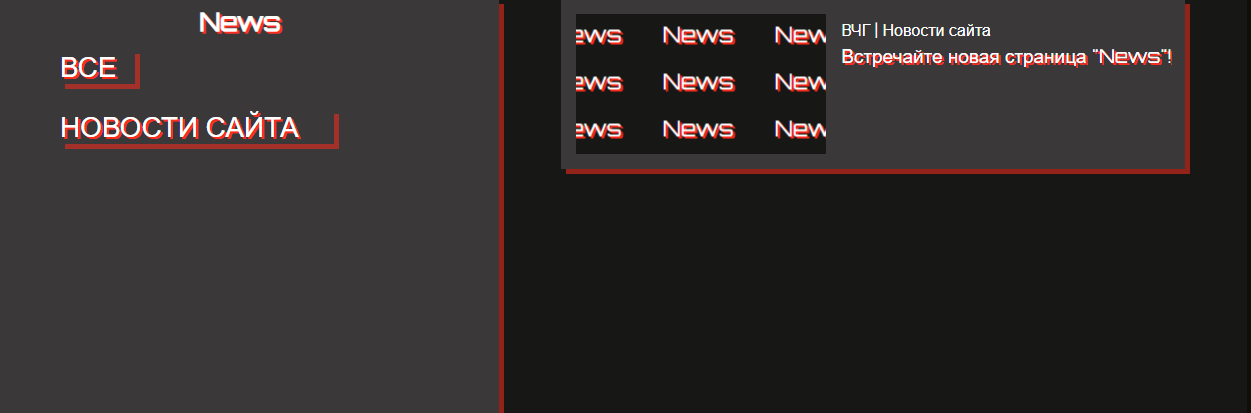 News
ВСЕ
НОВОСТИ САЙТА
ews News New
ews News New
ews News New
ВЧГ | Новости сайта
Встречайте новая страница "News"!